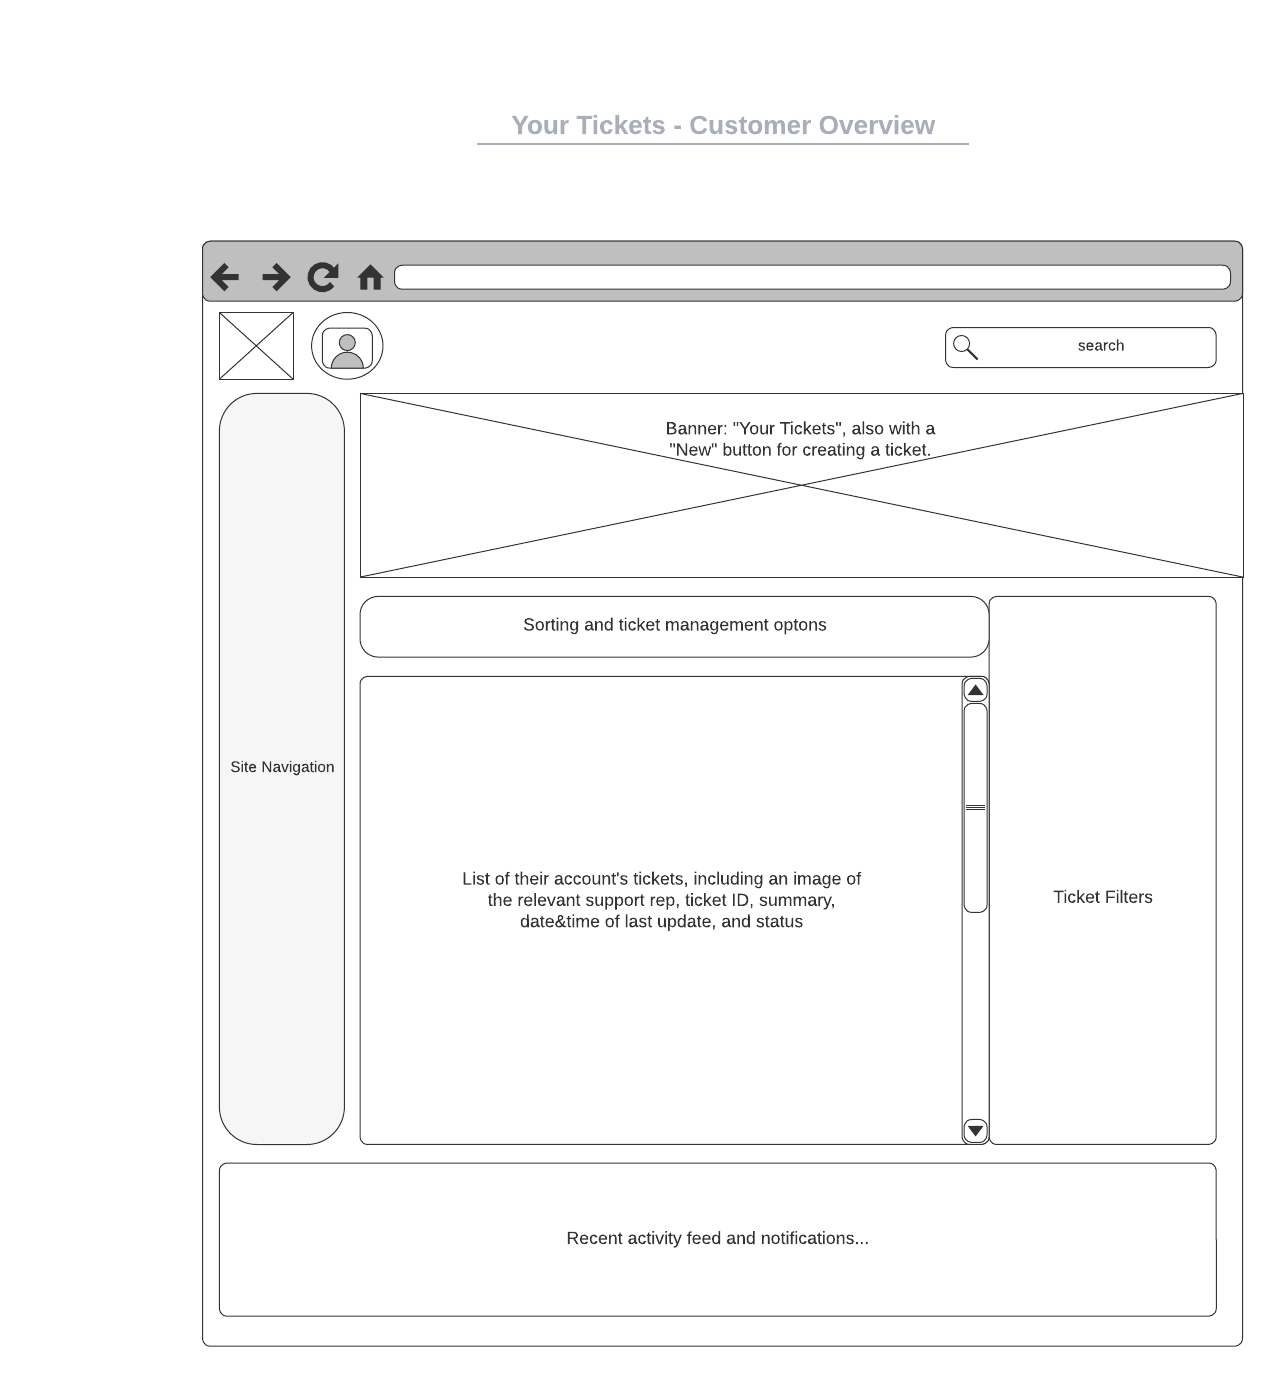 Your Tickets - Customer Overview
search
Banner: "Your Tickets", also with a
"New" button for creating a ticket.
Sorting and ticket management optons
Site Navigation
List of their account's tickets, including an image of
the relevant support rep, ticket ID, summary,
date&time of last update, and status
Ticket Filters
Recent activity feed and notifications...